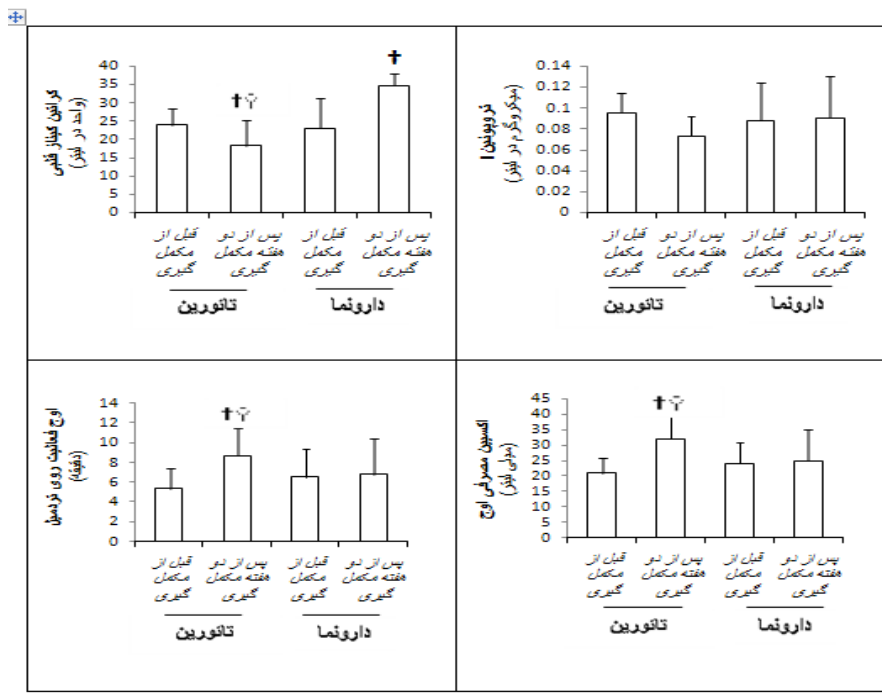 کراتین کیناز قلبی
(واحد در لیتر)
40
35
30
25
20
15
10
5
0
†
†
قبل از
مکمل
گیری
پس از دو
هفته مکمل
گیری
قبل از
مکمل
گیری
پس از دو
هفته مکمل
گیری
تائورین
دارونما
تروپونین I
(میکروگرم در لیتر)
0.14
0.12
0.1
0.08
0.06
0.04
0.02
0
قبل از
مکمل
گیری
پس از دو
هفته مکمل
گیری
قبل از
مکمل
گیری
پس از دو
هفته مکمل
گیری
تائورین
دارونما
اوج فعالیت روی تردمیل
(دقیقه)
14
12
10
8
6
4
2
0
†
قبل از
مکمل
گیری
پس از دو
هفته مکمل
گیری
قبل از
مکمل
گیری
پس از دو
هفته مکمل
گیری
تائورین
دارونما
اکسیژن مصرفی اوج
(میلی لیتر)
45
40
35
30
25
20
15
10
5
0
†
قبل از
مکمل
گیری
پس از دو
هفته مکمل
گیری
قبل از
مکمل
گیری
پس از دو
هفته مکمل
گیری
تائورین
دارونما